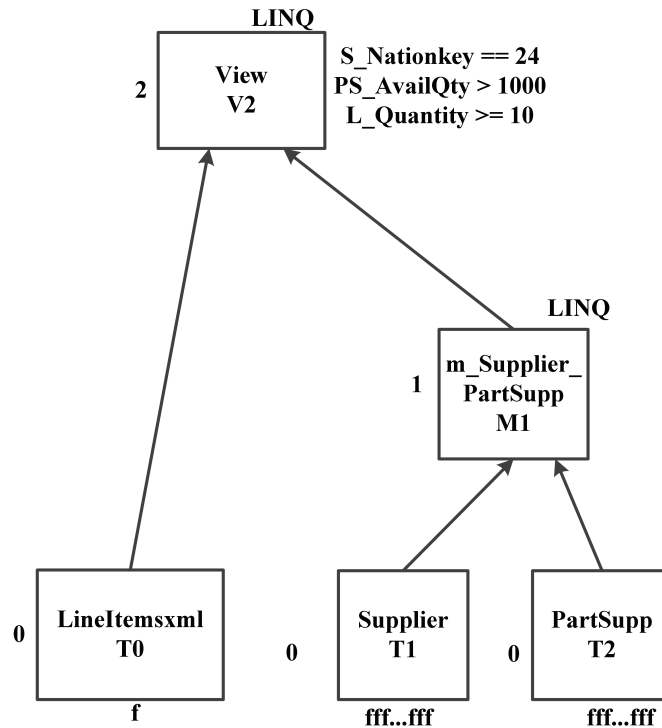 LINQ
2
View
V2
S_Nationkey == 24
PS_AvailQty > 1000
L_Quantity >= 10
LINQ
1
m_Supplier_
PartSupp
M1
0
LineItemsxml
T0
f
0
Supplier
T1
fff...fff
0
PartSupp
T2
fff...fff